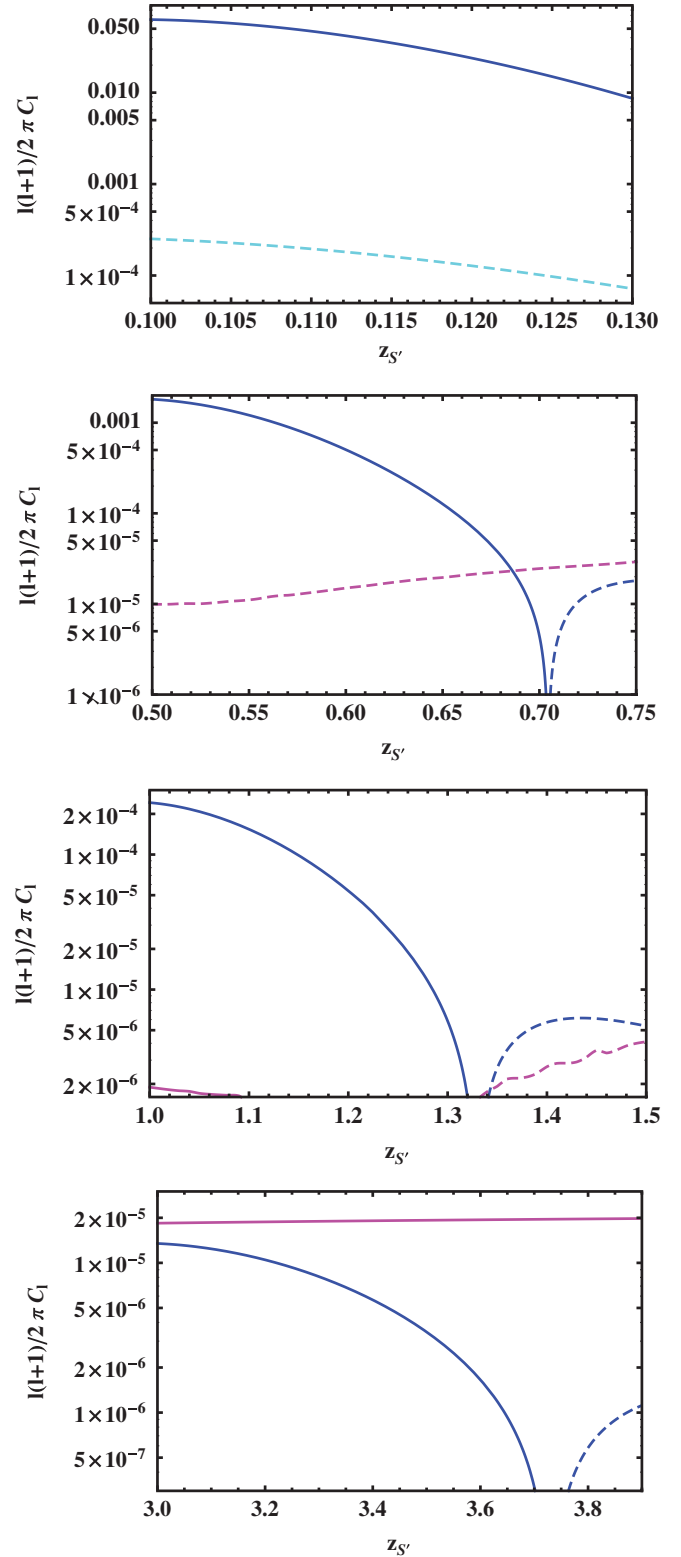 0.050
0.010
0.005
0.001
5×10⁻⁴
1×10⁻⁴
l(l+1)/2 π Cₗ
0.100 0.105 0.110 0.115 0.120 0.125 0.130
z_S′
0.001
5×10⁻⁴
1×10⁻⁴
5×10⁻⁵
1×10⁻⁵
5×10⁻⁶
1×10⁻⁶
l(l+1)/2 π Cₗ
0.50 0.55 0.60 0.65 0.70 0.75
z_S′
2×10⁻⁴
1×10⁻⁴
5×10⁻⁵
2×10⁻⁵
1×10⁻⁵
5×10⁻⁶
2×10⁻⁶
l(l+1)/2 π Cₗ
1.0 1.1 1.2 1.3 1.4 1.5
z_S′
2×10⁻⁵
1×10⁻⁵
5×10⁻⁶
2×10⁻⁶
1×10⁻⁶
5×10⁻⁷
l(l+1)/2 π Cₗ
3.0 3.2 3.4 3.6 3.8
z_S′